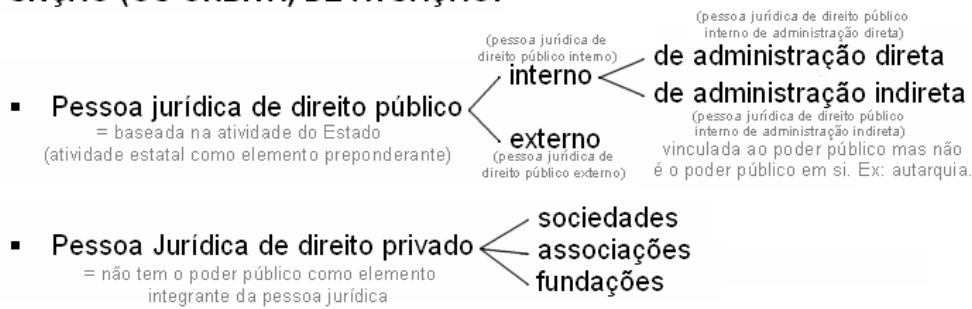 (pessoa jurídica de direito público
interno de administração direta)
(pessoa jurídica de
direito público interno)
de administração direta
interno
de administração indireta
▪ Pessoa jurídica de direito público
(pessoa jurídica de direito público
interno de administração indireta)
= baseada na atividade do Estado
externo
vinculada ao poder público mas não
(atividade estatal como elemento preponderante)
(pessoa jurídica de
direito público externo)
é o poder público em si. Ex: autarquia.
sociedades
▪ Pessoa Jurídica de direito privado
associações
= não tem o poder público como elemento
integrante da pessoa jurídica
fundações